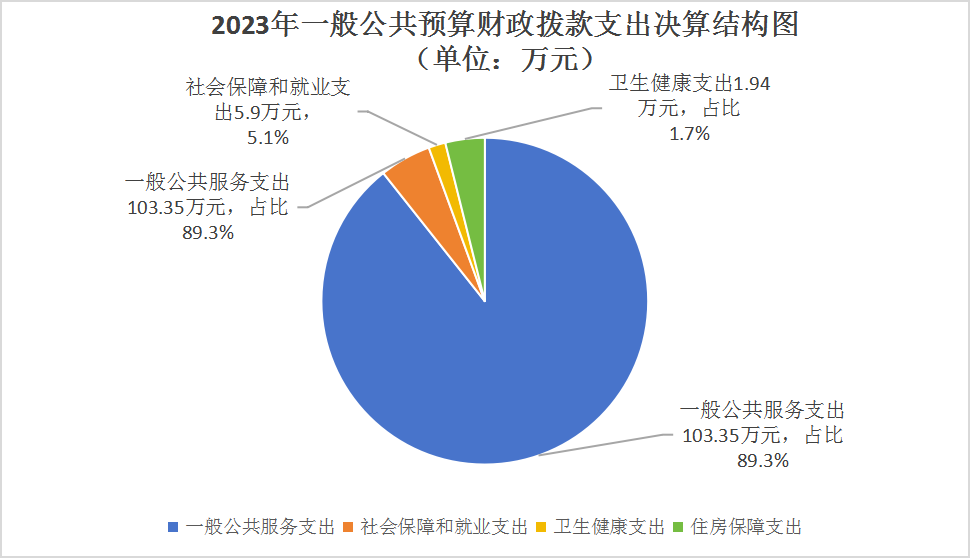 2023年一般公共预算财政拨款支出决算结构图
（单位：万元）
社会保障和就业支
出5.9万元，
5.1%
卫生健康支出1.94
万元，占比
1.7%
一般公共服务支出
103.35万元，占比
89.3%
一般公共服务支出
103.35万元，占比
89.3%
一般公共服务支出 社会保障和就业支出 卫生健康支出 住房保障支出